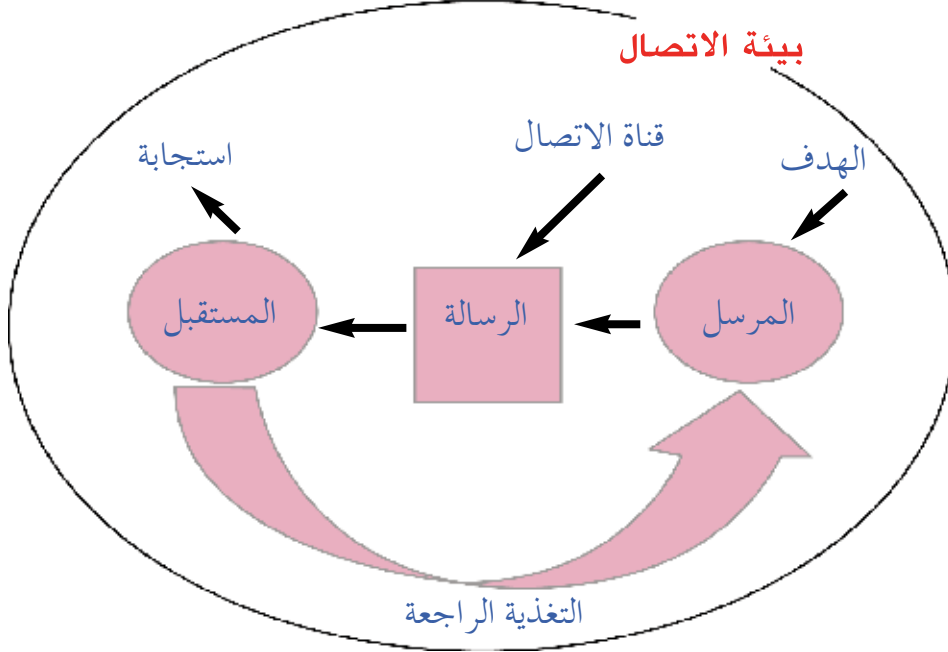 بيئة الاتصال
الهدف
قناة الاتصال
استجابة
المرسل
الرسالة
المستقبل
التغذية الراجعة